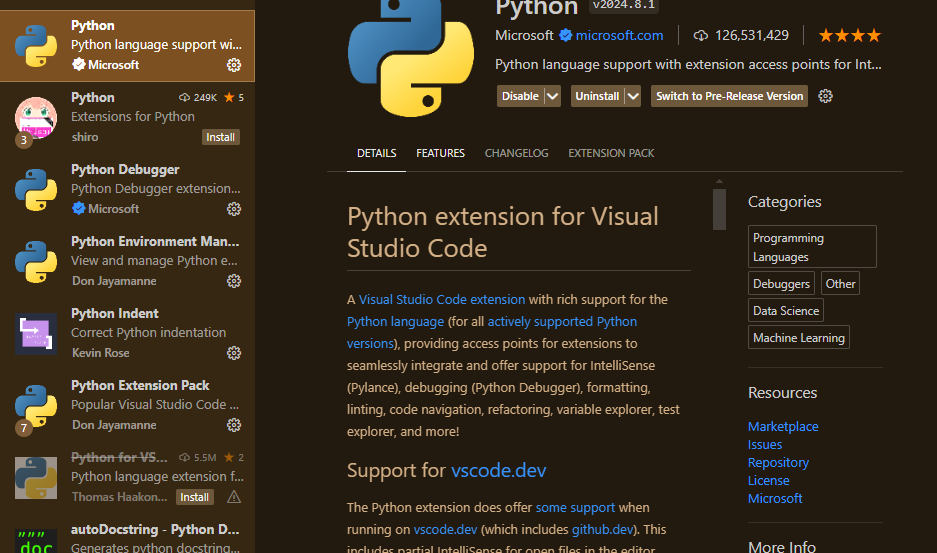 Python
Python language support wi...
Microsoft
Python 249K 5
Extensions for Python
3
shiro Install
Python Debugger
Python Debugger extension...
Microsoft
Python Environment Man...
View and manage Python e...
Don Jayamanne
Python Indent
Correct Python indentation
Kevin Rose
Python Extension Pack
Popular Visual Studio Code ...
7
Don Jayamanne
Python for VS... 5.5M 2
Python language extension f...
Thomas Haakon... Install
autoDocstring - Python D...
"""
doc
Generates python docstring...
Python v2024.8.1
Microsoft microsoft.com 126,531,429
Python language support with extension access points for Int...
Disable Uninstall Switch to Pre-Release Version
DETAILS FEATURES CHANGELOG EXTENSION PACK
Python extension for Visual
Studio Code
A Visual Studio Code extension with rich support for the
Python language (for all actively supported Python
versions), providing access points for extensions to
seamlessly integrate and offer support for IntelliSense
(Pylance), debugging (Python Debugger), formatting,
linting, code navigation, refactoring, variable explorer, test
explorer, and more!
Support for vscode.dev
The Python extension does offer some support when
running on vscode.dev (which includes github.dev). This
includes partial IntelliSense for open files in the editor.
Categories
Programming
Languages
Debuggers
Other
Data Science
Machine Learning
Resources
Marketplace
Issues
Repository
License
Microsoft
More Info